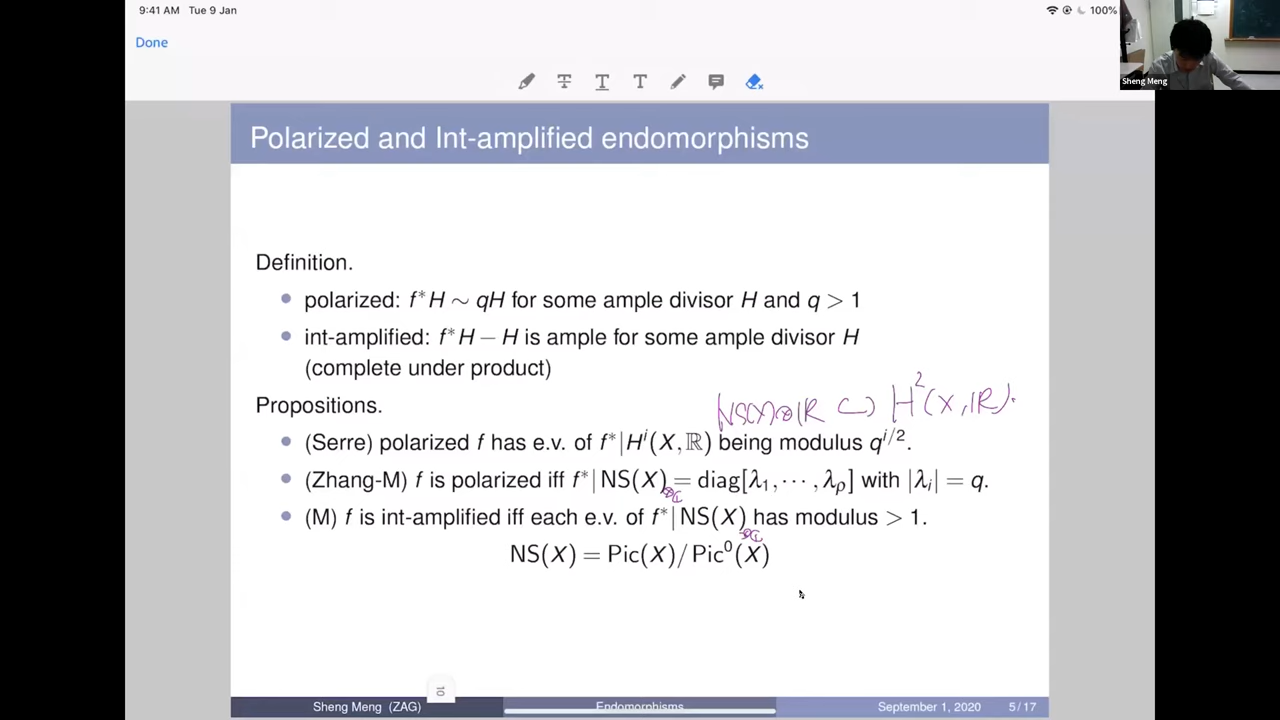 9:41 AM Tue 9 Jan
100%
Done
Sheng Meng
Polarized and Int-amplified endomorphisms
Definition.
polarized: f*H ∼ qH for some ample divisor H and q > 1
int-amplified: f*H − H is ample for some ample divisor H
(complete under product)
Propositions.
NS(X)⊗ℝ ⊂ H²(X,ℝ).
(Serre) polarized f has e.v. of f*|Hⁱ(X,ℝ) being modulus q^{i/2}.
(Zhang-M) f is polarized iff f*|NS(X)⊗ℂ = diag[λ₁, ⋯, λ_ρ] with |λᵢ| = q.
(M) f is int-amplified iff each e.v. of f*|NS(X)⊗ℂ has modulus > 1.
NS(X) = Pic(X)/Pic⁰(X)
10
Sheng Meng (ZAG) Endomorphisms September 1, 2020 5 / 17